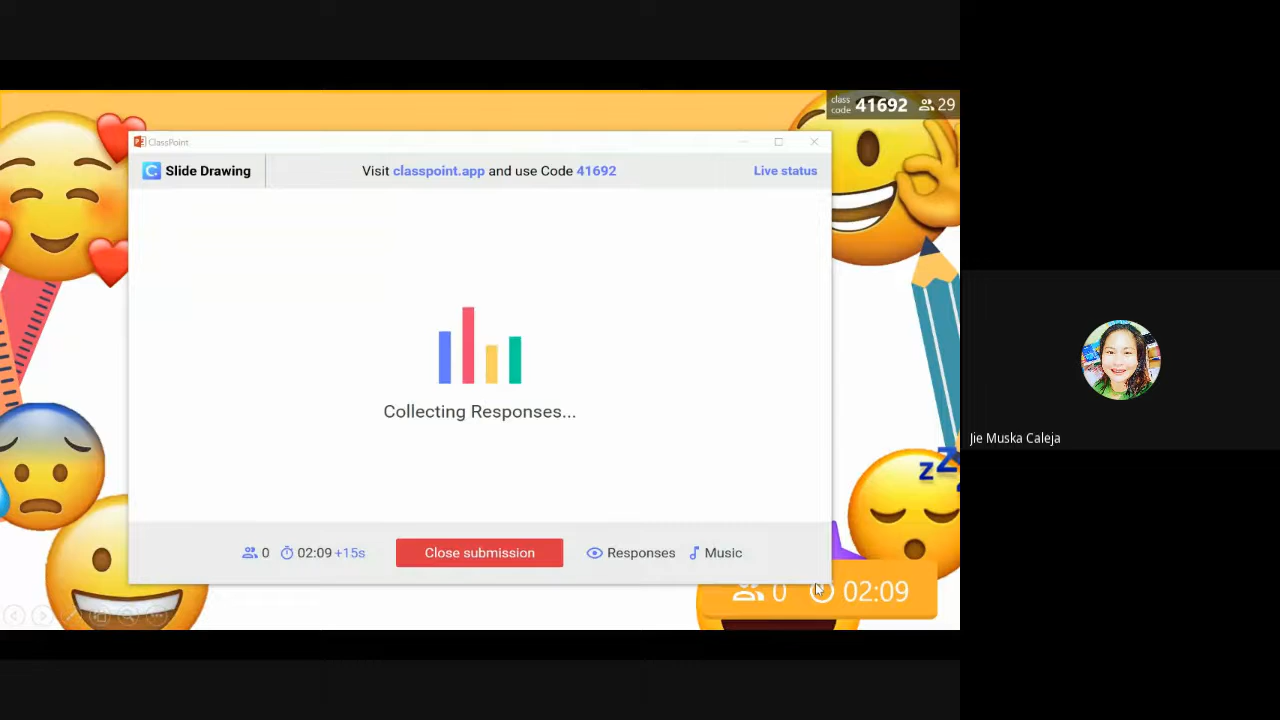 class code 41692 29
ClassPoint
Slide Drawing
Visit classpoint.app and use Code 41692
Live status
Collecting Responses...
0 02:09 +15s
Close submission
Responses
Music
zZ
0 02:09
Jie Muska Caleja